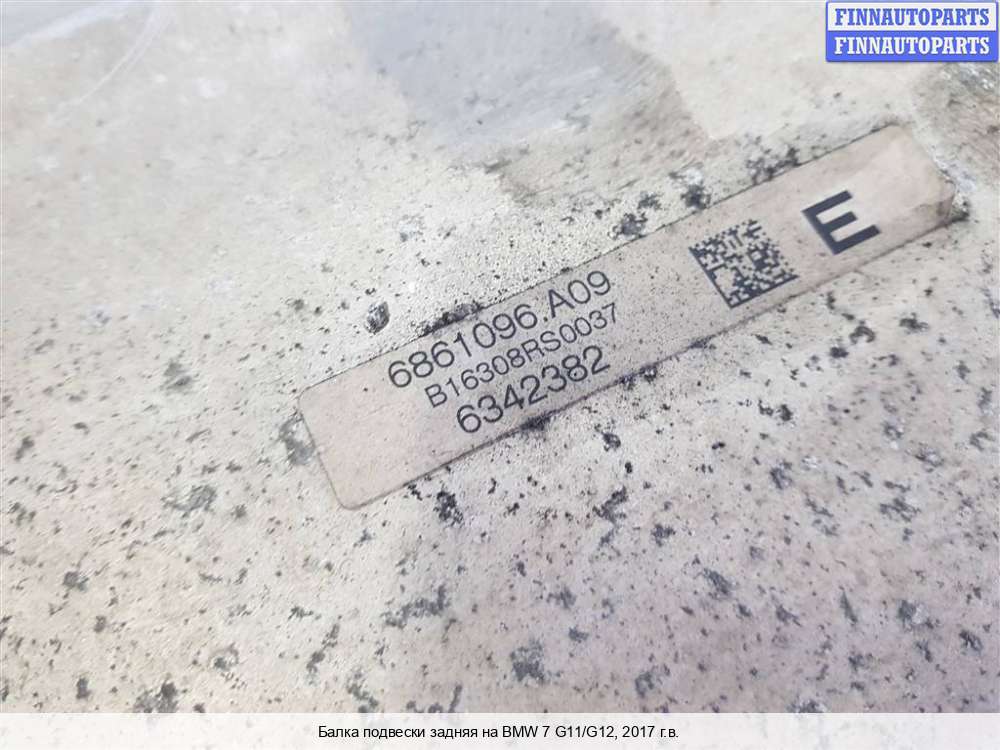 FINNAUTOPARTS
FINNAUTOPARTS
6861096.A09
B16308RS0037
6342382
E
Балка подвески задняя на BMW 7 G11/G12, 2017 г.в.